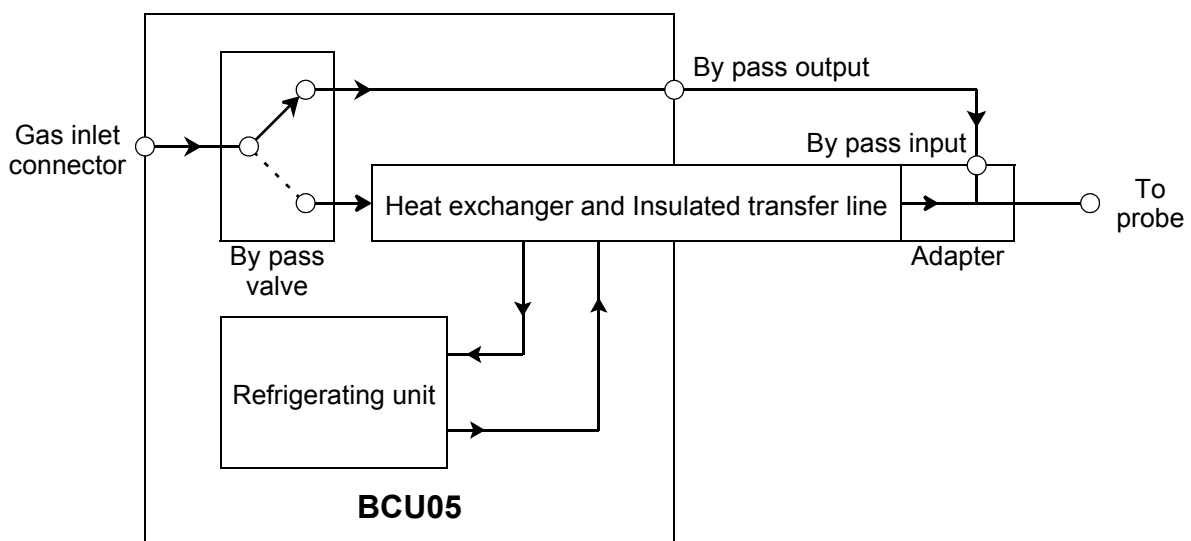 By pass output
Gas inlet
connector
By pass input
To
probe
Heat exchanger and Insulated transfer line
By pass
valve
Adapter
Refrigerating unit
BCU05